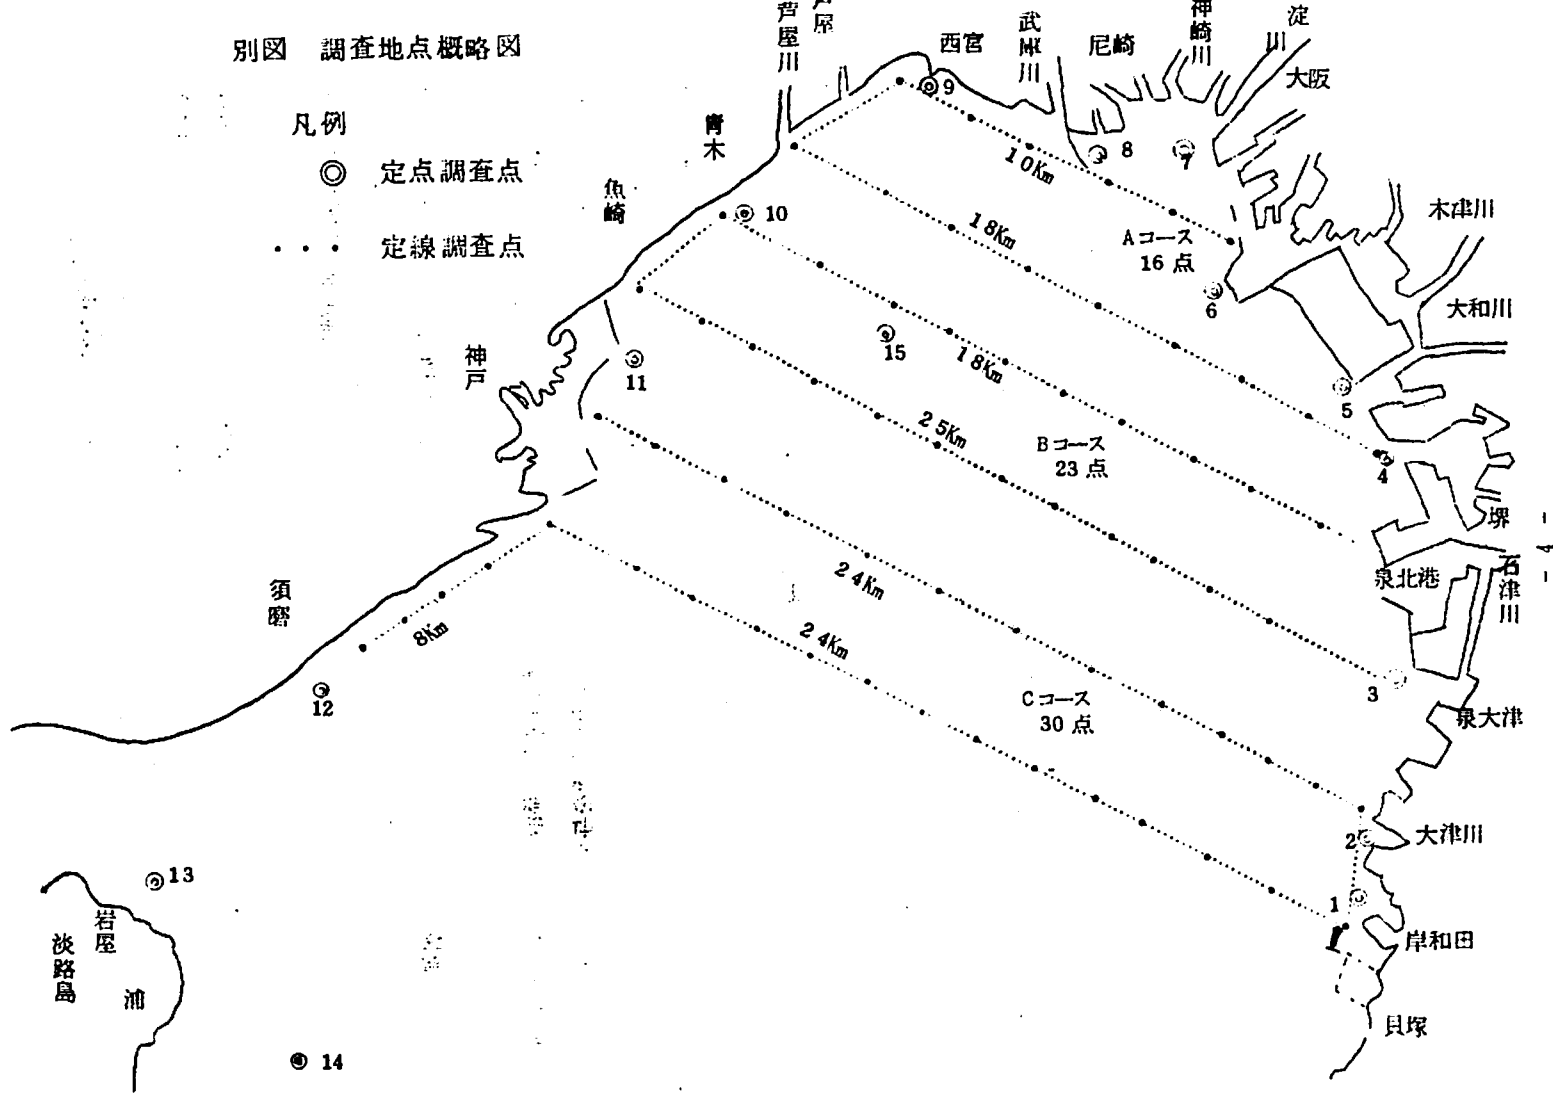 別図 調査地点概略図
凡例
◎ 定点調査点
・・・ 定線調査点
芦屋川
西宮
武庫川
尼崎
神崎川
淀川
大阪
木津川
大和川
堺
石津川
泉北港
泉大津
大津川
岸和田
貝塚
青木
魚崎
神戸
須磨
岩屋
淡路島
浦
9
8
7
10
6
15
11
5
4
3
12
2
1
13
14
10Km
18Km
Aコース
16点
18Km
25Km
Bコース
23点
24Km
8Km
24Km
Cコース
30点
- 4 -